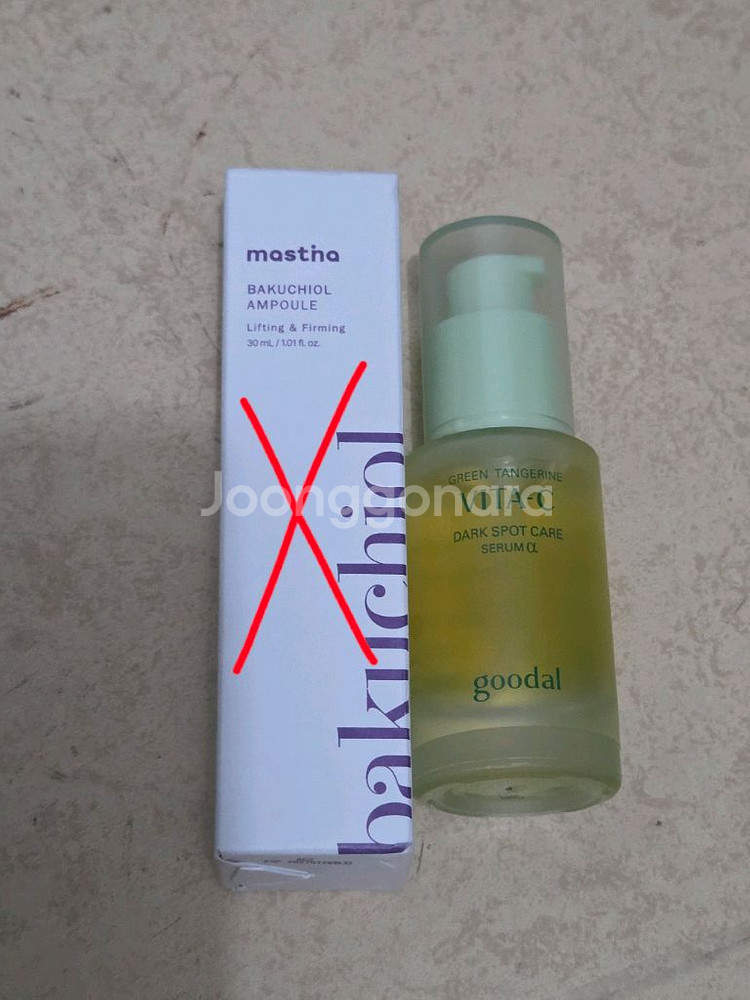 mastina
BAKUCHIOL
AMPOULE
Lifting & Firming
30 mL / 1.01 fl. oz.
bakuchiol
GREEN TANGERINE
VITA-C
DARK SPOT CARE
SERUM α
goodal
Joonggonara